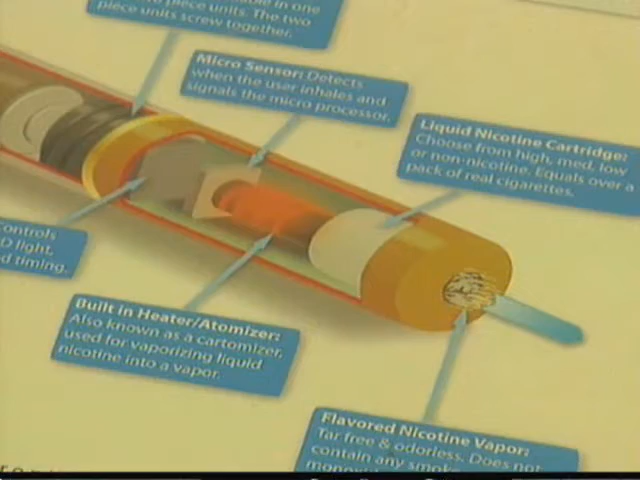 in one
piece units. The two
piece units screw together.
Micro Sensor: Detects
when the user inhales and
signals the micro processor.
Liquid Nicotine Cartridge:
Choose from high, med, low
or non-nicotine. Equals over a
pack of real cigarettes.
ontrols
D light,
d timing.
Built in Heater/Atomizer:
Also known as a cartomizer,
used for vaporizing liquid
nicotine into a vapor.
Flavored Nicotine Vapor:
Tar free & odorless. Does not
contain any smoke